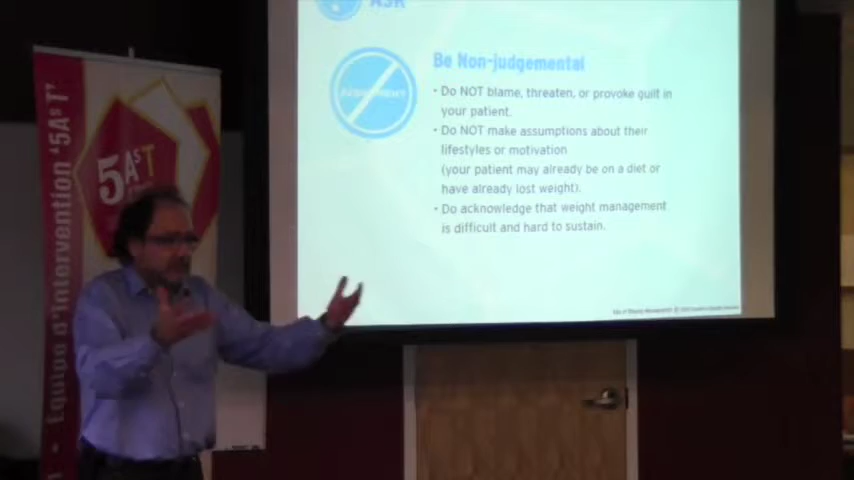 ASK
Be Non-judgemental
JUDGEMENT
• Do NOT blame, threaten, or provoke guilt in
your patient.
• Do NOT make assumptions about their
lifestyles or motivation
(your patient may already be on a diet or
have already lost weight).
• Do acknowledge that weight management
is difficult and hard to sustain.
5AsT
Équipe d'Intervention '5AsT'